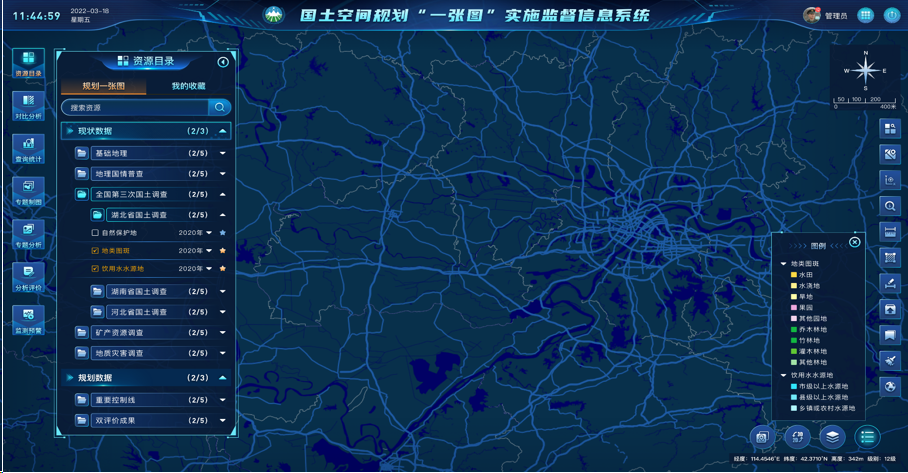 11:44:59
2022-03-18
星期五
国土空间规划“一张图”实施监督信息系统
管理员
资源目录
对比分析
查询统计
专题制图
专题分析
分析评价
监测预警
资源目录
规划一张图 我的收藏
搜索资源
现状数据 (2/3)
基础地理 (2/5)
地理国情普查 (2/5)
全国第三次国土调查 (2/5)
湖北省国土调查 (2/5)
自然保护地 2020年
地类图斑 2020年
饮用水水源地 2020年
湖南省国土调查
河北省国土调查
矿产资源调查 (2/5)
地质灾害调查 (2/5)
规划数据 (2/3)
重要控制线 (2/5)
双评价成果 (2/5)
N
W E
S
50 100 200
0 400米
图例
地类图斑
水田
水浇地
旱地
果园
其他园地
乔木林地
竹林地
灌木林地
其他林地
饮用水水源地
市级以上水源地
县级以上水源地
乡镇或农村水源地
经度：114.4546°E 纬度：42.3710°N 高度：342m 级别：12级